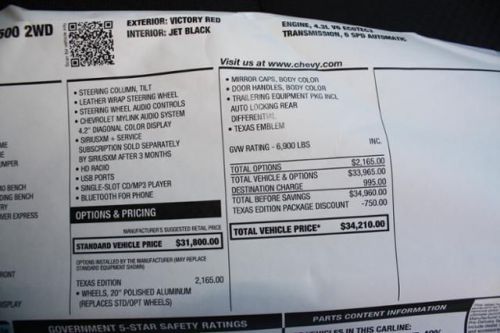 500 2WD
EXTERIOR: VICTORY RED
INTERIOR: JET BLACK
ENGINE, 4.3L V6 ECOTEC3
TRANSMISSION, 6 SPD AUTOMATIC
Visit us at www.chevy.com
• STEERING COLUMN, TILT
• LEATHER WRAP STEERING WHEEL
• STEERING WHEEL AUDIO CONTROLS
• CHEVROLET MYLINK AUDIO SYSTEM
4.2" DIAGONAL COLOR DISPLAY
• SIRIUSXM + SERVICE
SUBSCRIPTION SOLD SEPARATELY
BY SIRIUSXM AFTER 3 MONTHS
• HD RADIO
• USB PORTS
• SINGLE-SLOT CD/MP3 PLAYER
• BLUETOOTH FOR PHONE
OPTIONS & PRICING
MANUFACTURER'S SUGGESTED RETAIL PRICE
STANDARD VEHICLE PRICE $31,800.00
OPTIONS INSTALLED BY THE MANUFACTURER (MAY REPLACE
STANDARD EQUIPMENT SHOWN)
TEXAS EDITION 2,165.00
• WHEELS, 20" POLISHED ALUMINUM
(REPLACES STD/OPT WHEELS)
• MIRROR CAPS, BODY COLOR
• DOOR HANDLES, BODY COLOR
• TRAILERING EQUIPMENT PKG INCL
AUTO LOCKING REAR
DIFFERENTIAL
• TEXAS EMBLEM
GVW RATING - 6,900 LBS INC.
TOTAL OPTIONS $2,165.00
TOTAL VEHICLE & OPTIONS $33,965.00
DESTINATION CHARGE 995.00
TOTAL BEFORE SAVINGS $34,960.00
TEXAS EDITION PACKAGE DISCOUNT -750.00
TOTAL VEHICLE PRICE* $34,210.00
GOVERNMENT 5-STAR SAFETY RATINGS
PARTS CONTENT INFORMATION
VEHICLES IN THIS CARLINE: